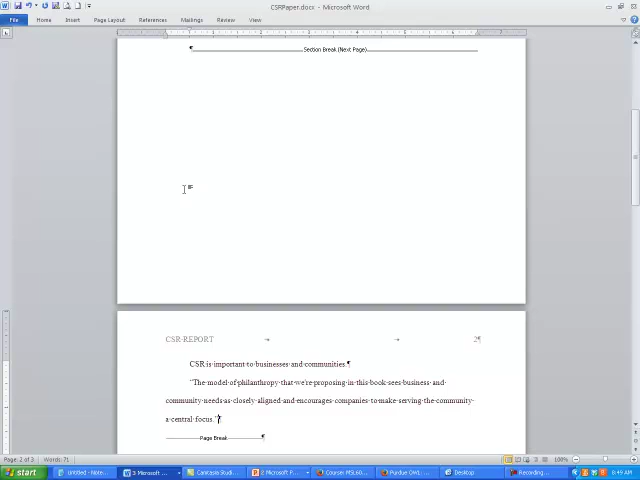 CSRPaper.docx - Microsoft Word
File Home Insert Page Layout References Mailings Review View
Section Break (Next Page)
CSR·REPORT 2¶
CSR·is·important·to·businesses·and·communities.¶
"The·model·of·philanthropy·that·we're·proposing·in·this·book·sees·business·and·
community·needs·as·closely·aligned·and·encourages·companies·to·make·serving·the·community·
a·central·focus."¶
Page Break ¶
Page: 2 of 3 Words: 71 100%
start Untitled - Note... 3 Microsoft ... Camtasia Studi... 2 Microsoft P... Course: MSL60... Purdue OWL: ... Desktop Recording... 8:49 AM